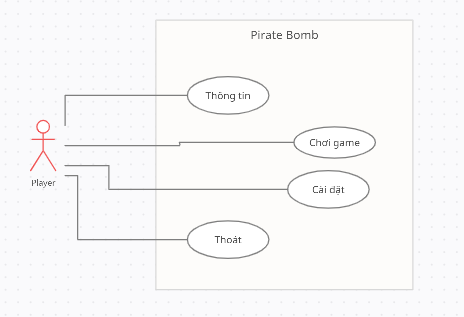 Pirate Bomb
Thông tin
Chơi game
Player
Cài đặt
Thoát